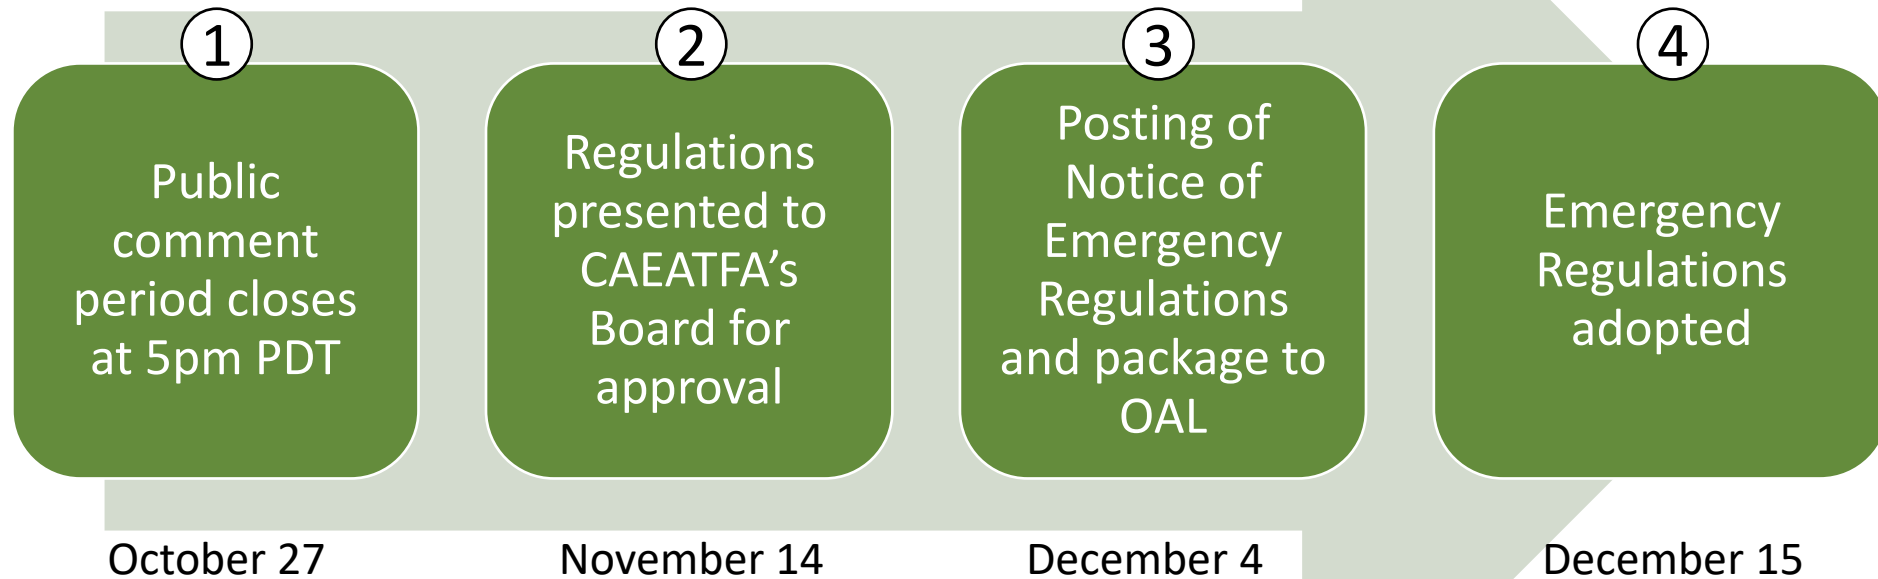 1
Public
comment
period closes
at 5pm PDT
October 27
2
Regulations
presented to
CAEATFA’s
Board for
approval
November 14
3
Posting of
Notice of
Emergency
Regulations
and package to
OAL
December 4
4
Emergency
Regulations
adopted
December 15